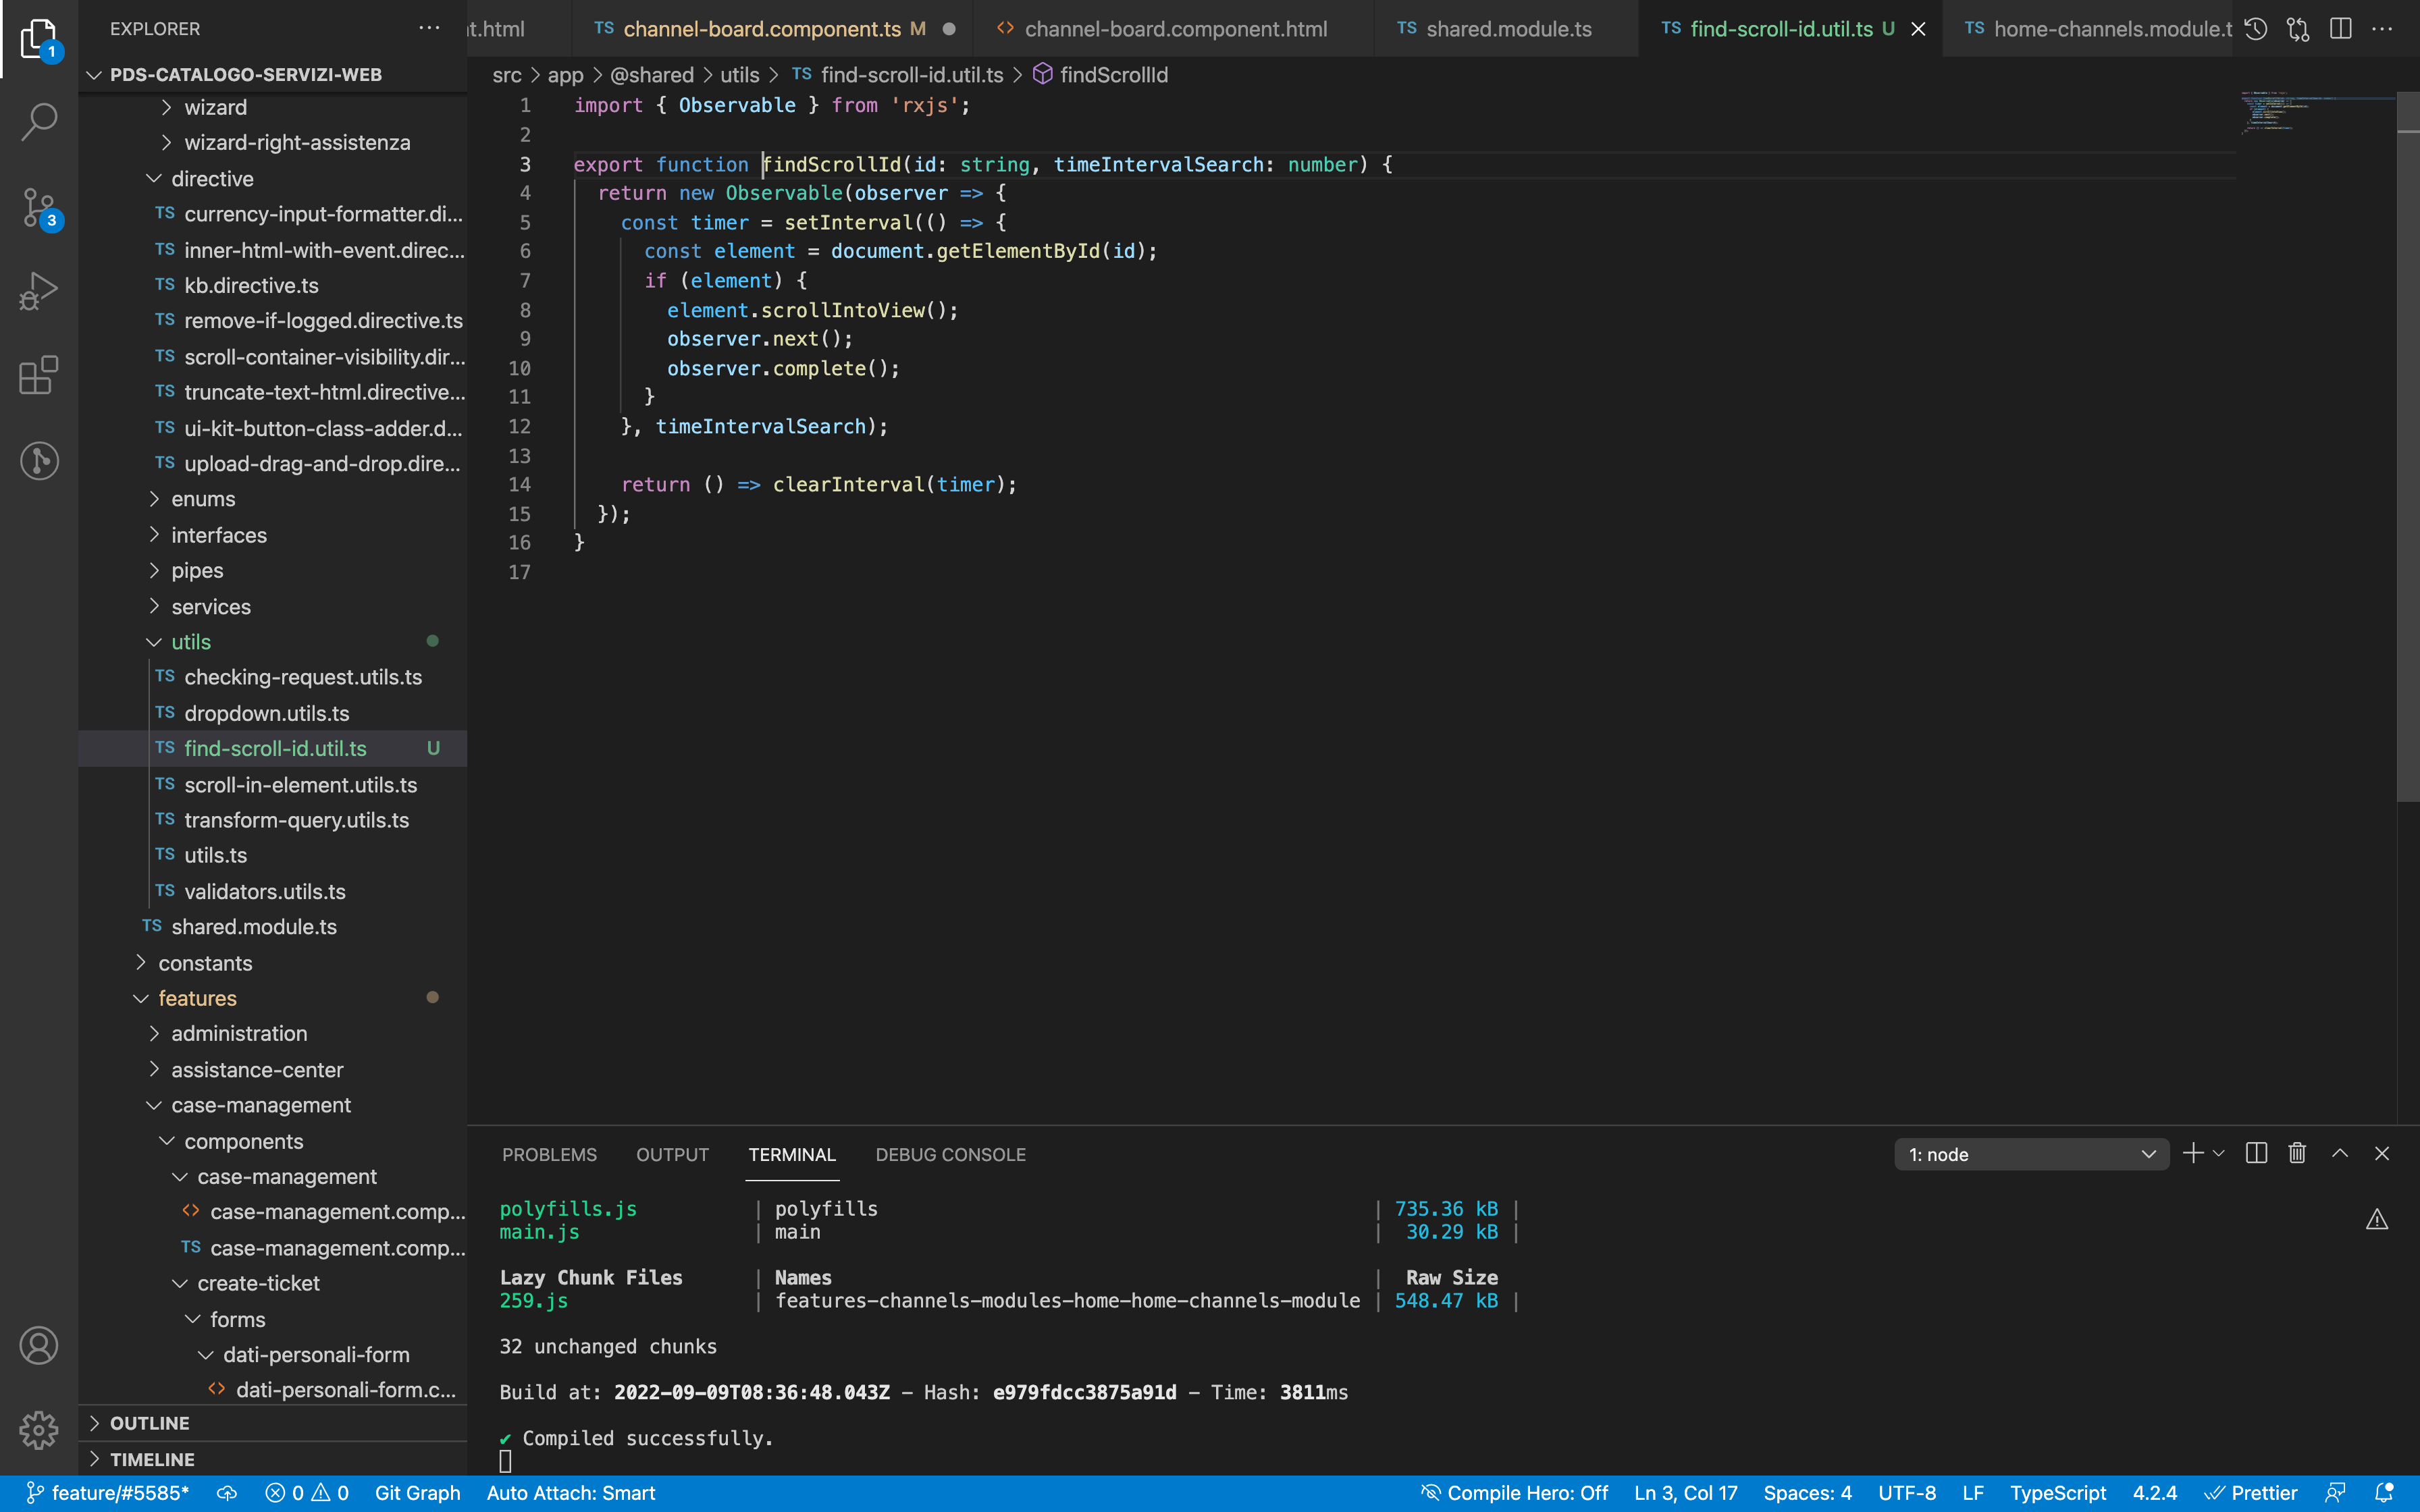 EXPLORER
PDS-CATALOGO-SERVIZI-WEB
wizard
wizard-right-assistenza
directive
TS currency-input-formatter.di...
TS inner-html-with-event.direc...
TS kb.directive.ts
TS remove-if-logged.directive.ts
TS scroll-container-visibility.dir...
TS truncate-text-html.directive...
TS ui-kit-button-class-adder.d...
TS upload-drag-and-drop.dire...
enums
interfaces
pipes
services
utils
TS checking-request.utils.ts
TS dropdown.utils.ts
TS find-scroll-id.util.ts U
TS scroll-in-element.utils.ts
TS transform-query.utils.ts
TS utils.ts
TS validators.utils.ts
TS shared.module.ts
constants
features
administration
assistance-center
case-management
components
case-management
<> case-management.comp...
TS case-management.comp...
create-ticket
forms
dati-personali-form
<> dati-personali-form.c...
OUTLINE
TIMELINE
1
3
t.html
TS channel-board.component.ts M
<> channel-board.component.html
TS shared.module.ts
TS find-scroll-id.util.ts U
TS home-channels.module.t
src > app > @shared > utils > TS find-scroll-id.util.ts > findScrollId
1 import { Observable } from 'rxjs';
2
3 export function findScrollId(id: string, timeIntervalSearch: number) {
4 return new Observable(observer => {
5 const timer = setInterval(() => {
6 const element = document.getElementById(id);
7 if (element) {
8 element.scrollIntoView();
9 observer.next();
10 observer.complete();
11 }
12 }, timeIntervalSearch);
13
14 return () => clearInterval(timer);
15 });
16 }
17
PROBLEMS OUTPUT TERMINAL DEBUG CONSOLE
1: node
polyfills.js | polyfills | 735.36 kB |
main.js | main | 30.29 kB |
Lazy Chunk Files | Names | Raw Size
259.js | features-channels-modules-home-home-channels-module | 548.47 kB |
32 unchanged chunks
Build at: 2022-09-09T08:36:48.043Z - Hash: e979fdcc3875a91d - Time: 3811ms
✔ Compiled successfully.
feature/#5585* 0 0 Git Graph Auto Attach: Smart
Compile Hero: Off Ln 3, Col 17 Spaces: 4 UTF-8 LF TypeScript 4.2.4 Prettier